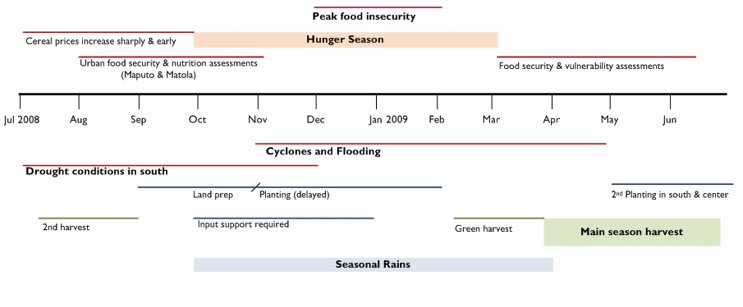 Peak food insecurity
Cereal prices increase sharply & early
Hunger Season
Urban food security & nutrition assessments
(Maputo & Matola)
Food security & vulnerability assessments
Jul 2008 Aug Sep Oct Nov Dec Jan 2009 Feb Mar Apr May Jun
Cyclones and Flooding
Drought conditions in south
Land prep Planting (delayed)
2nd Planting in south & center
2nd harvest
Input support required
Green harvest
Main season harvest
Seasonal Rains